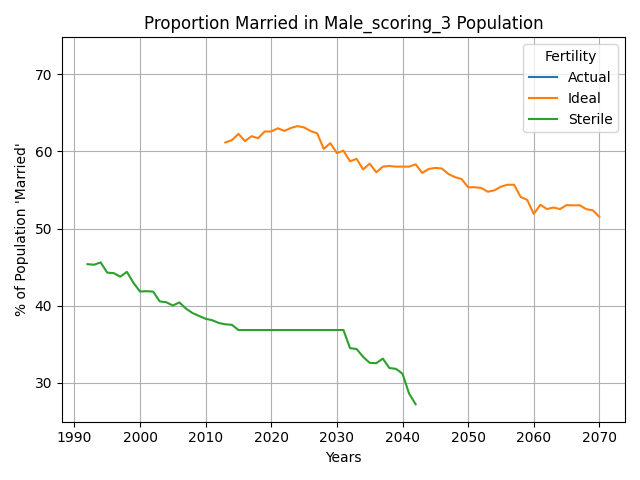 Proportion Married in Male_scoring_3 Population
% of Population 'Married'
70
60
50
40
30
Fertility
Actual
Ideal
Sterile
1990 2000 2010 2020 2030 2040 2050 2060 2070
Years